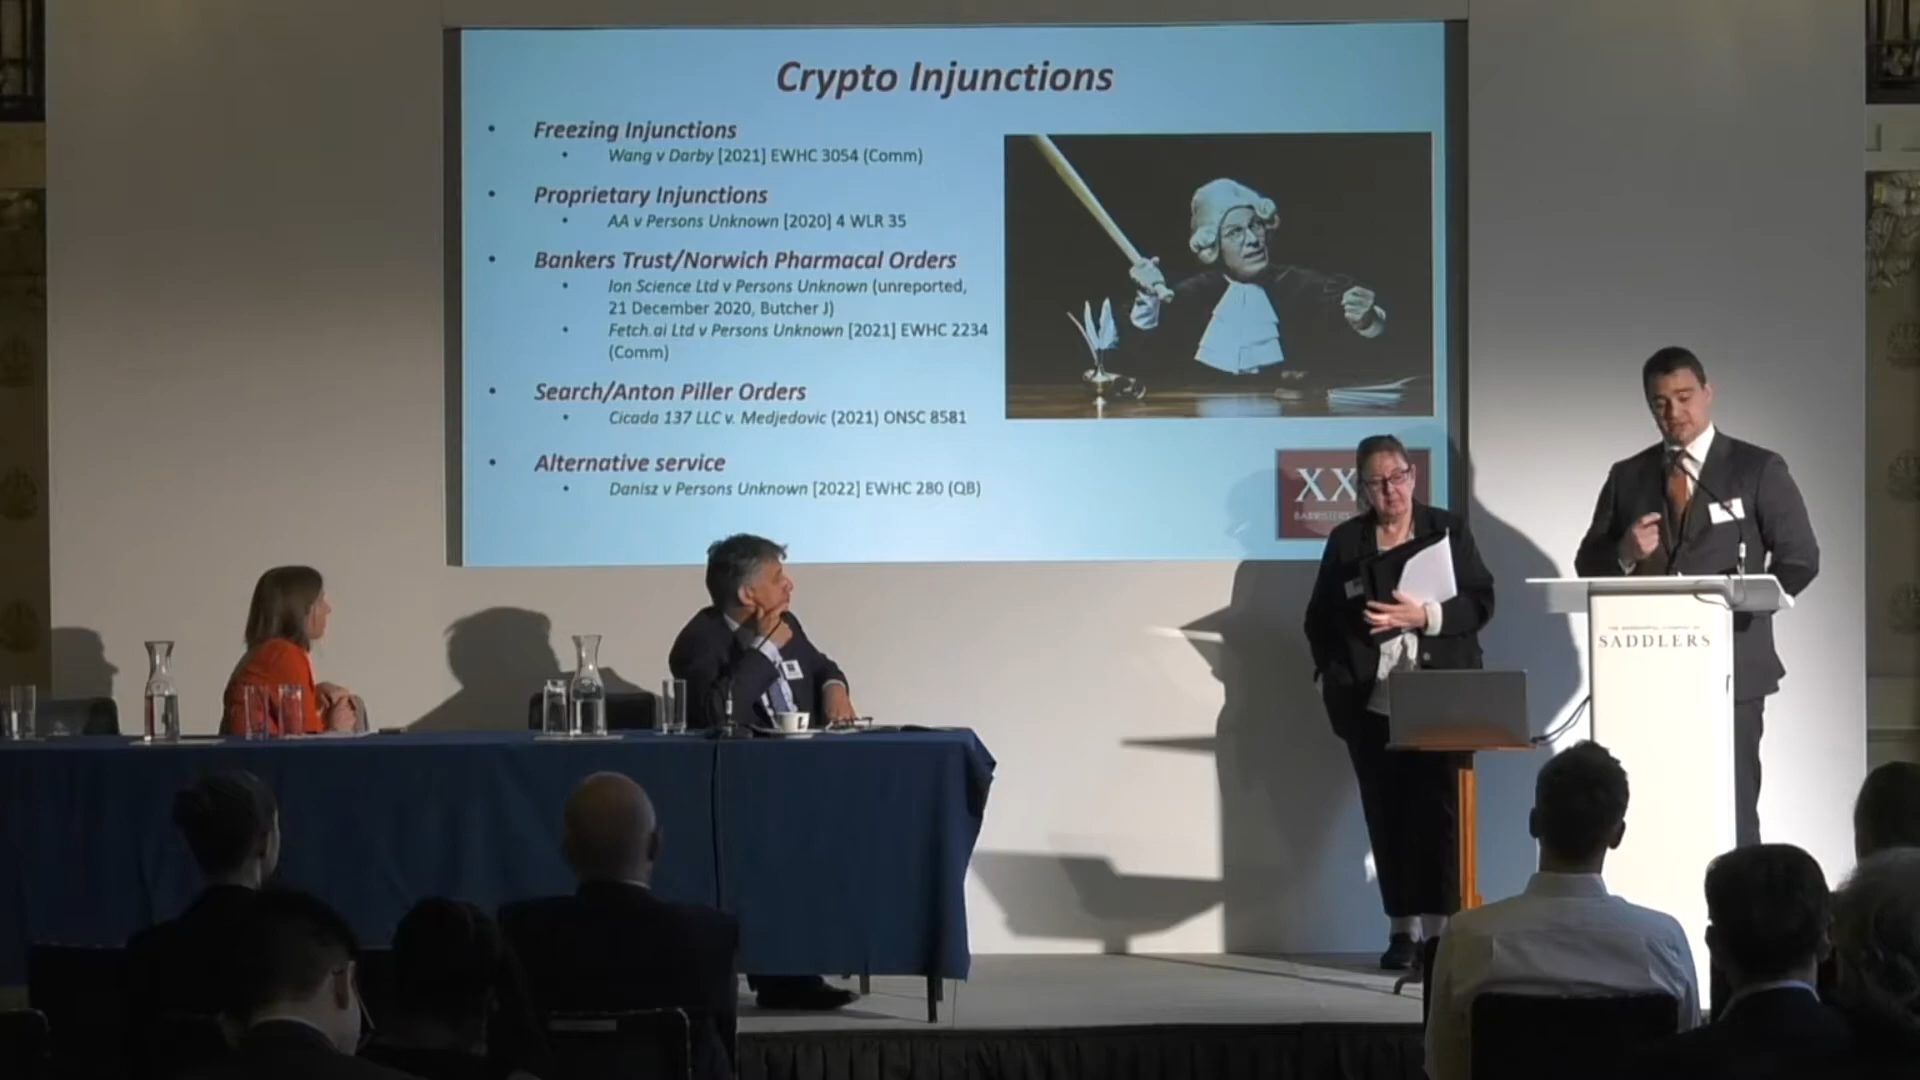 Crypto Injunctions
• Freezing Injunctions
• Wang v Darby [2021] EWHC 3054 (Comm)
• Proprietary Injunctions
• AA v Persons Unknown [2020] 4 WLR 35
• Bankers Trust/Norwich Pharmacal Orders
• Ion Science Ltd v Persons Unknown (unreported,
21 December 2020, Butcher J)
• Fetch.ai Ltd v Persons Unknown [2021] EWHC 2234
(Comm)
• Search/Anton Piller Orders
• Cicada 137 LLC v. Medjedovic (2021) ONSC 8581
• Alternative service
• Danisz v Persons Unknown [2022] EWHC 280 (QB)
XX
BARRISTERS
SADDLERS